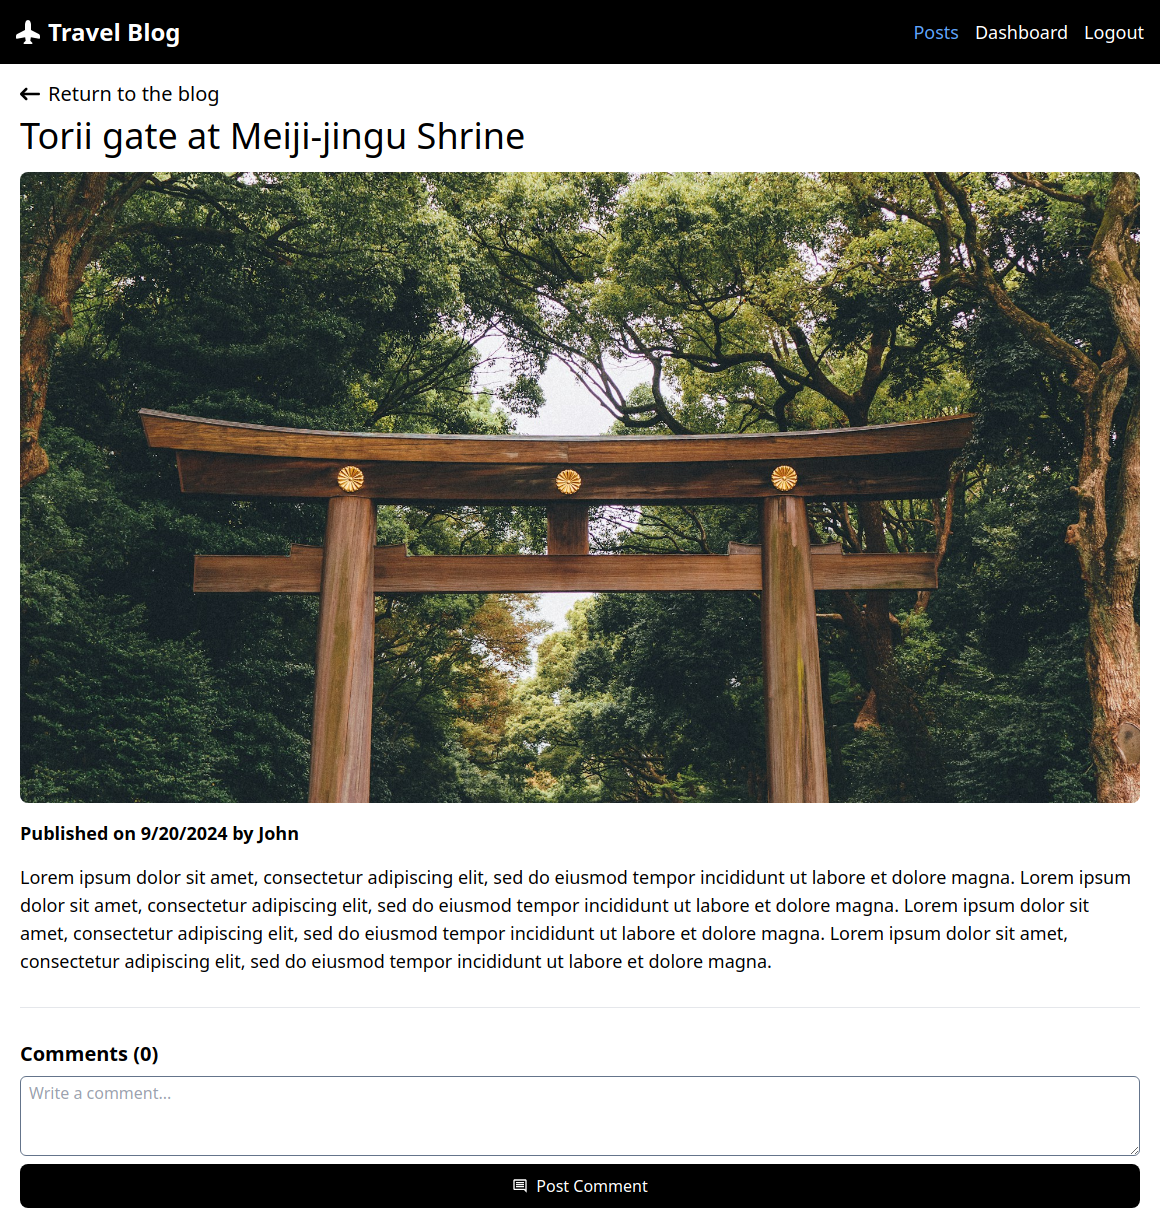 Travel Blog
Posts Dashboard Logout
Return to the blog
Torii gate at Meiji-jingu Shrine
Published on 9/20/2024 by John
Lorem ipsum dolor sit amet, consectetur adipiscing elit, sed do eiusmod tempor incididunt ut labore et dolore magna. Lorem ipsum
dolor sit amet, consectetur adipiscing elit, sed do eiusmod tempor incididunt ut labore et dolore magna. Lorem ipsum dolor sit
amet, consectetur adipiscing elit, sed do eiusmod tempor incididunt ut labore et dolore magna. Lorem ipsum dolor sit amet,
consectetur adipiscing elit, sed do eiusmod tempor incididunt ut labore et dolore magna.
Comments (0)
Write a comment...
Post Comment